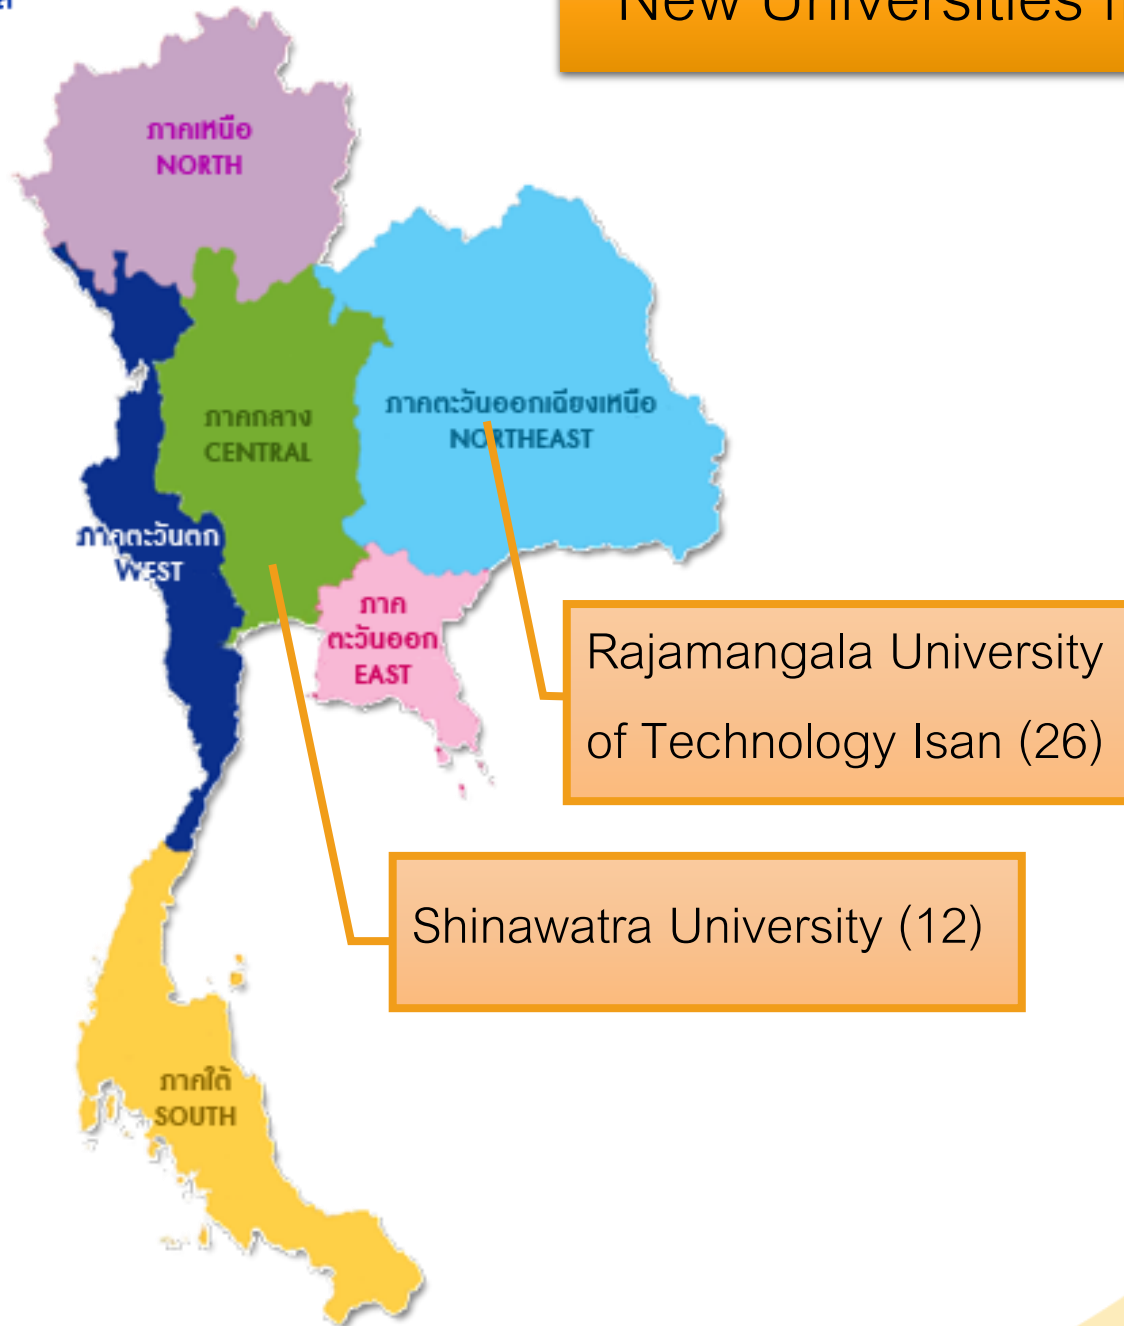 New Universities
ภาคเหนือ
NORTH
ภาคตะวันออกเฉียงเหนือ
NORTHEAST
ภาคกลาง
CENTRAL
ภาคตะวันตก
WEST
ภาค
ตะวันออก
EAST
Rajamangala University
of Technology Isan (26)
Shinawatra University (12)
ภาคใต้
SOUTH